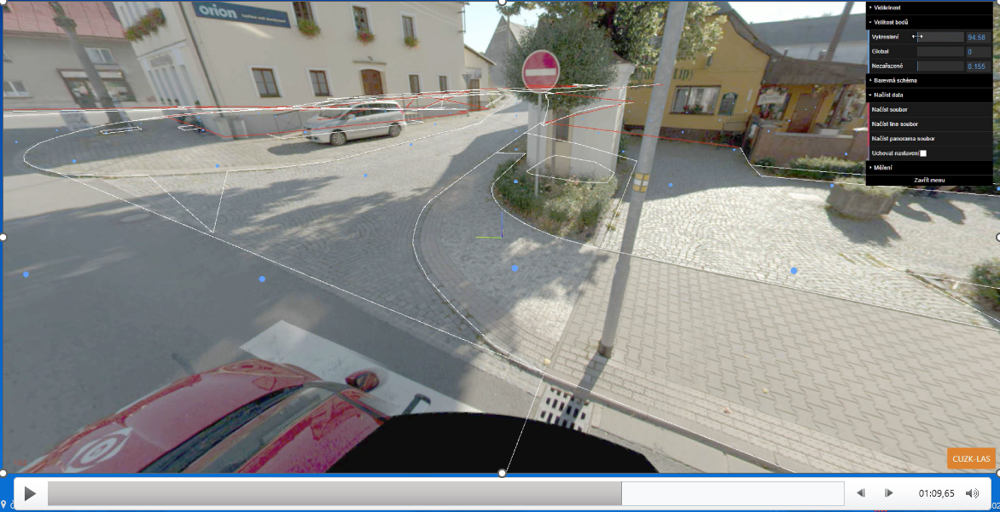 orion
Viditelnost
Velikost bodů
Vykreslení
94.58
Global
0
Nezařazené
0.155
Barevná schéma
Načíst data
Načíst soubor
Načíst line soubor
Načíst panorama soubor
Uchovat nastavení
Měření
Zavřít menu
CUZK-LAS
01:09,65